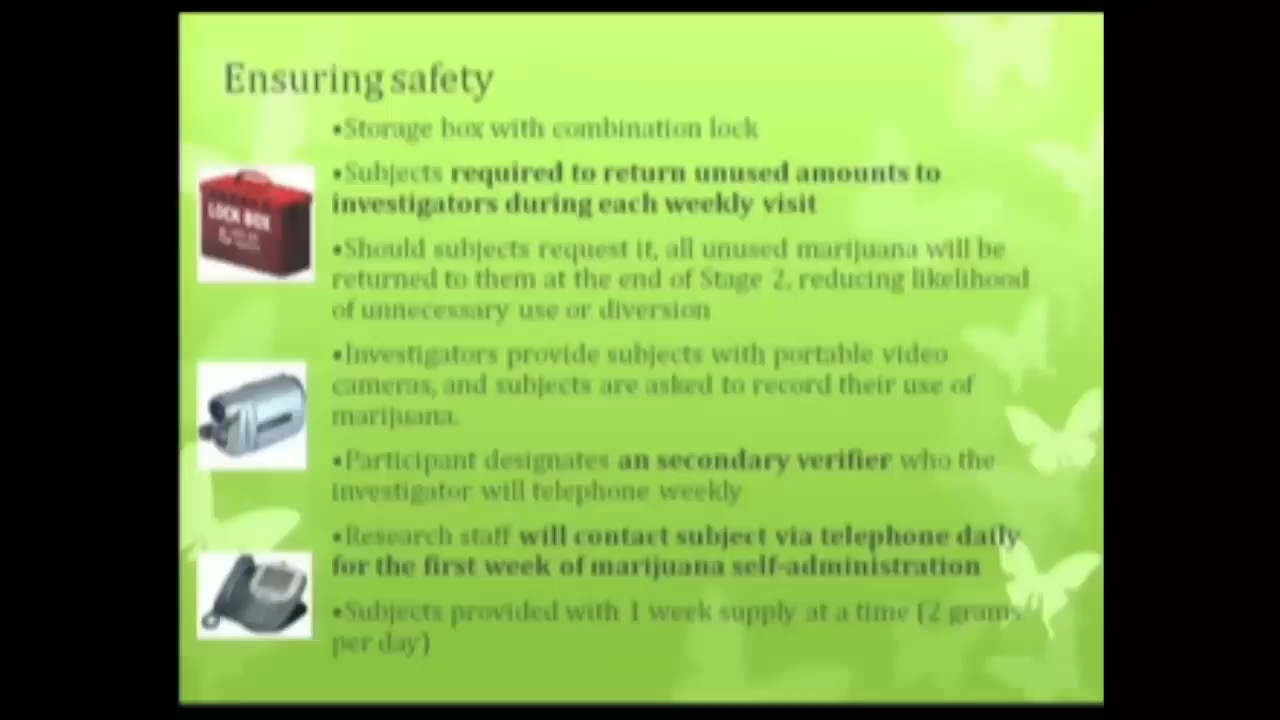 Ensuring safety
•Storage box with combination lock
•Subjects required to return unused amounts to
investigators during each weekly visit
LOCK BOX
•Should subjects request it, all unused marijuana will be
returned to them at the end of Stage 2, reducing likelihood
of unnecessary use or diversion
•Investigators provide subjects with portable video
cameras, and subjects are asked to record their use of
marijuana.
•Participant designates an secondary verifier who the
investigator will telephone weekly
•Research staff will contact subject via telephone daily
for the first week of marijuana self-administration
•Subjects provided with 1 week supply at a time (2 grams
per day)